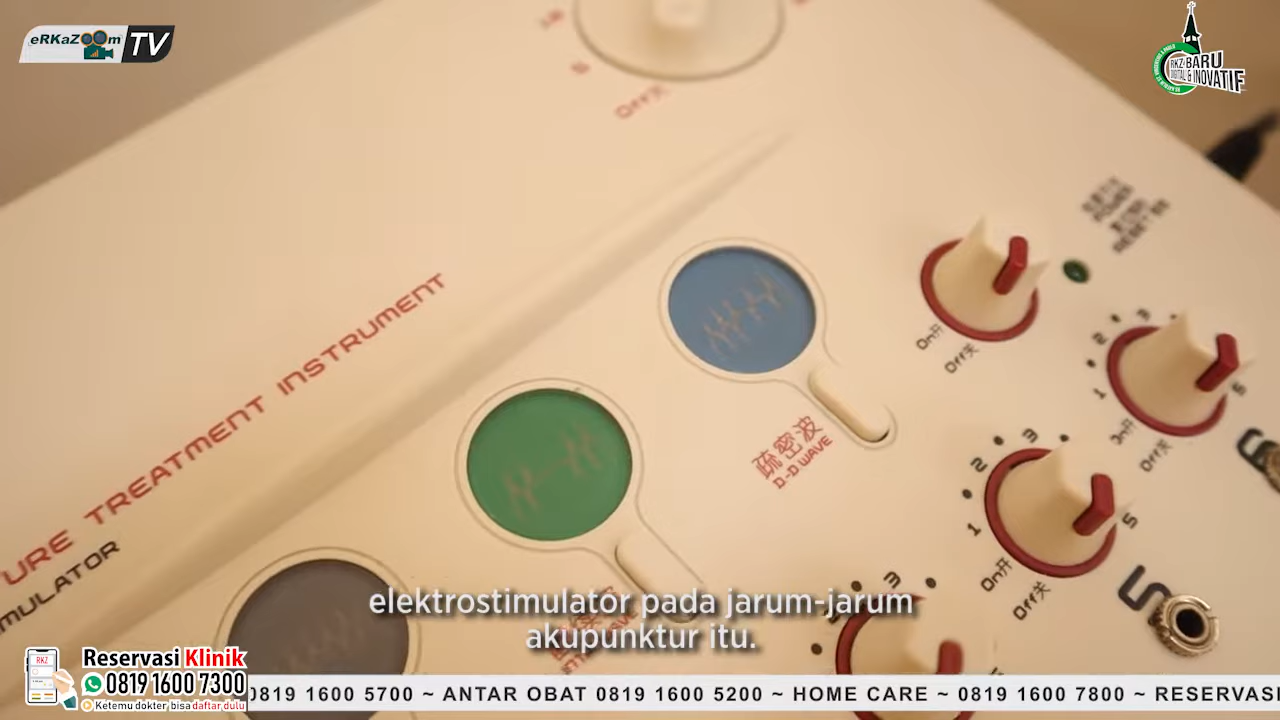 eRKaZoom TV
RKZ BARU
DIGITAL & INOVATIF
Off关
URE TREATMENT INSTRUMENT
MULATOR
疏密波
D-D.WAVE
On开
Off关
1
2
3
On开
Off关
6
1
2
3
5
On开
Off关
5
3
elektrostimulator pada jarum-jarum
akupunktur itu.
RKZ
Reservasi Klinik
0819 1600 7300
Ketemu dokter, bisa daftar dulu
0819 1600 5700 ~ ANTAR OBAT 0819 1600 5200 ~ HOME CARE ~ 0819 1600 7800 ~ RESERVASI